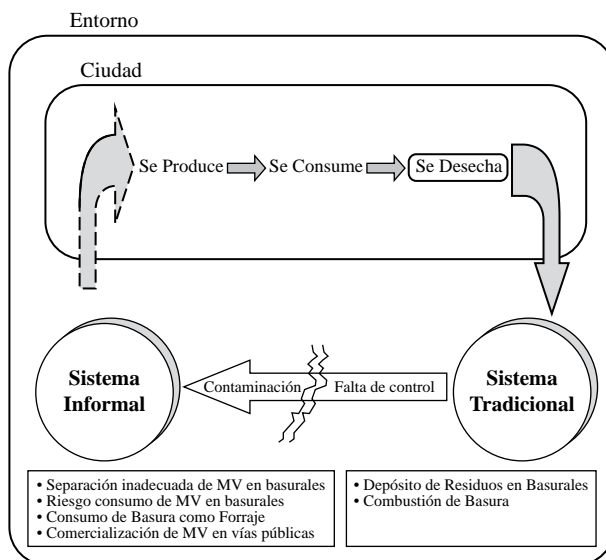 Entorno
Ciudad
Se Produce
Se Consume
Se Desecha
Sistema
Informal
Contaminación
Falta de control
Sistema
Tradicional
• Separación inadecuada de MV en basurales
• Riesgo consumo de MV en basurales
• Consumo de Basura como Forraje
• Comercialización de MV en vías públicas
• Depósito de Residuos en Basurales
• Combustión de Basura